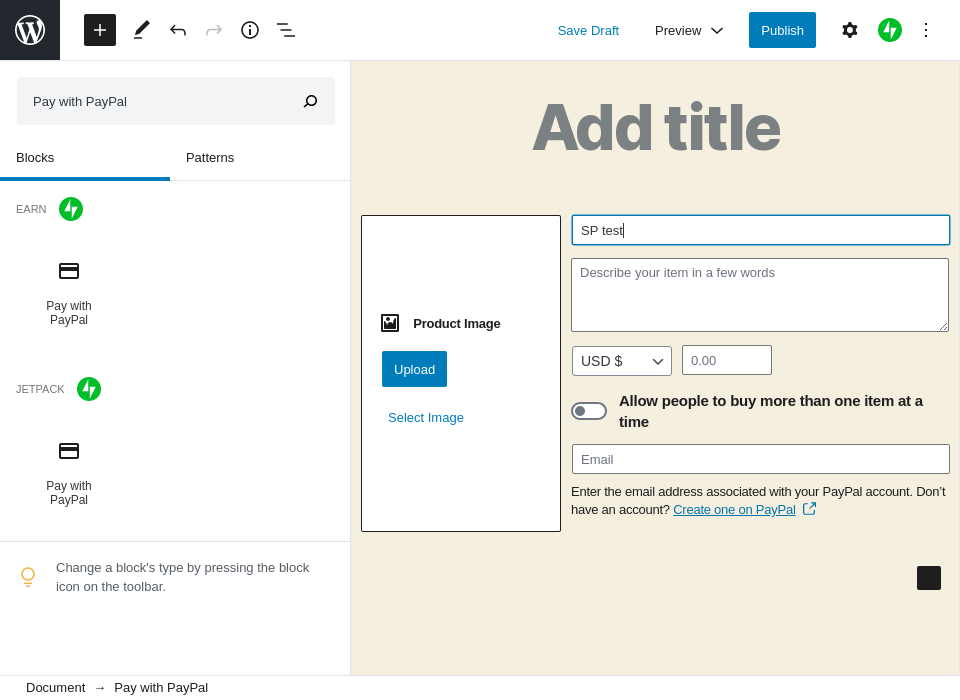 Save Draft
Preview
Publish
Pay with PayPal
Blocks
Patterns
EARN
Pay with
PayPal
JETPACK
Pay with
PayPal
Change a block's type by pressing the block
icon on the toolbar.
Add title
Product Image
Upload
Select Image
SP test
Describe your item in a few words
USD $
0.00
Allow people to buy more than one item at a
time
Email
Enter the email address associated with your PayPal account. Don’t
have an account? Create one on PayPal
Document → Pay with PayPal